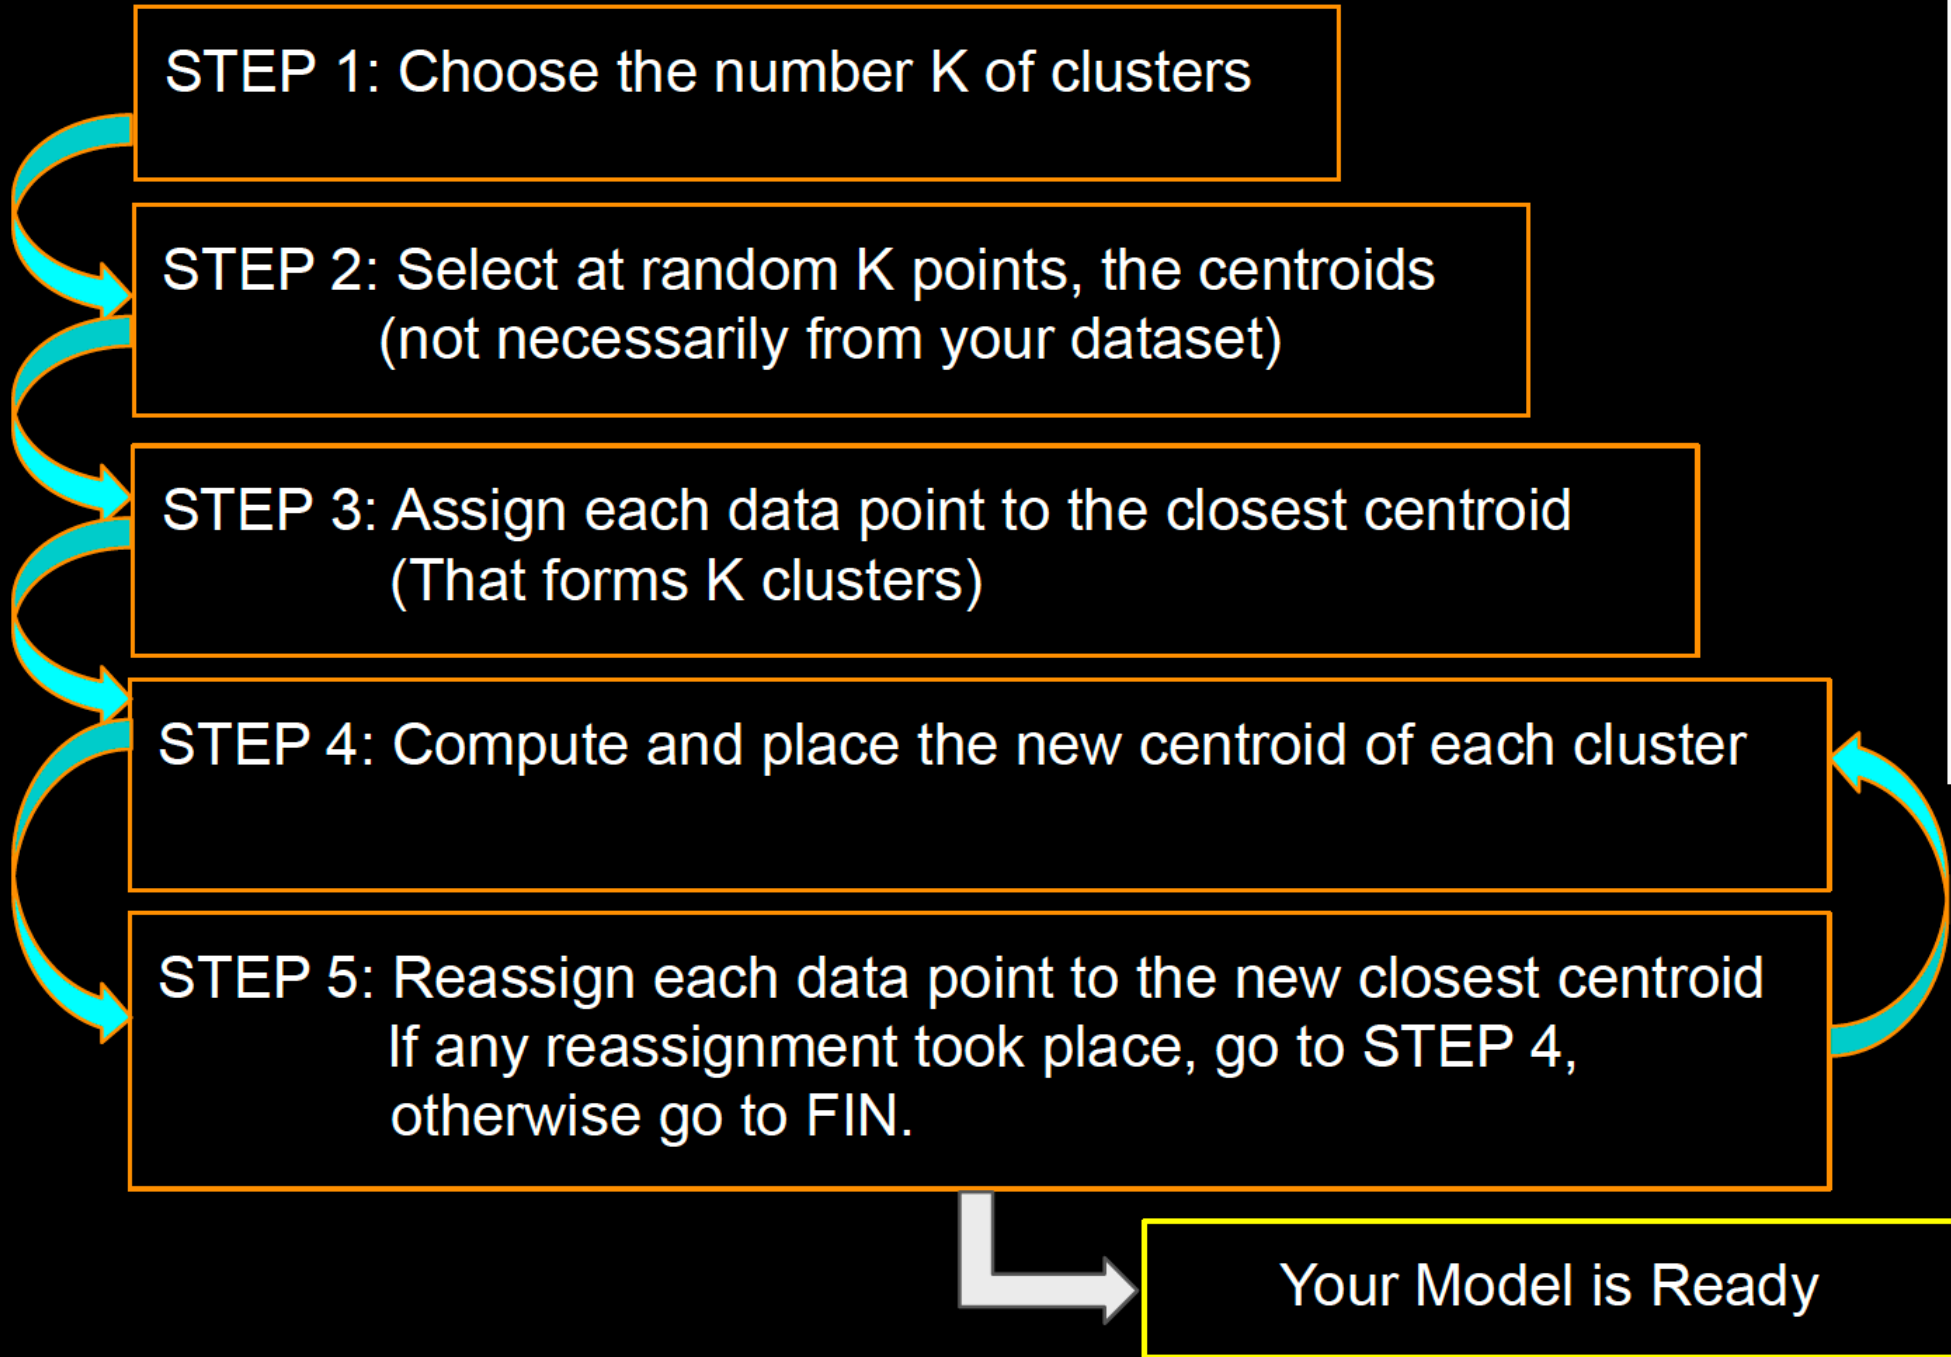 STEP 1: Choose the number K of clusters
STEP 2: Select at random K points, the centroids
(not necessarily from your dataset)
STEP 3: Assign each data point to the closest centroid
(That forms K clusters)
STEP 4: Compute and place the new centroid of each cluster
STEP 5: Reassign each data point to the new closest centroid
If any reassignment took place, go to STEP 4,
otherwise go to FIN.
Your Model is Ready